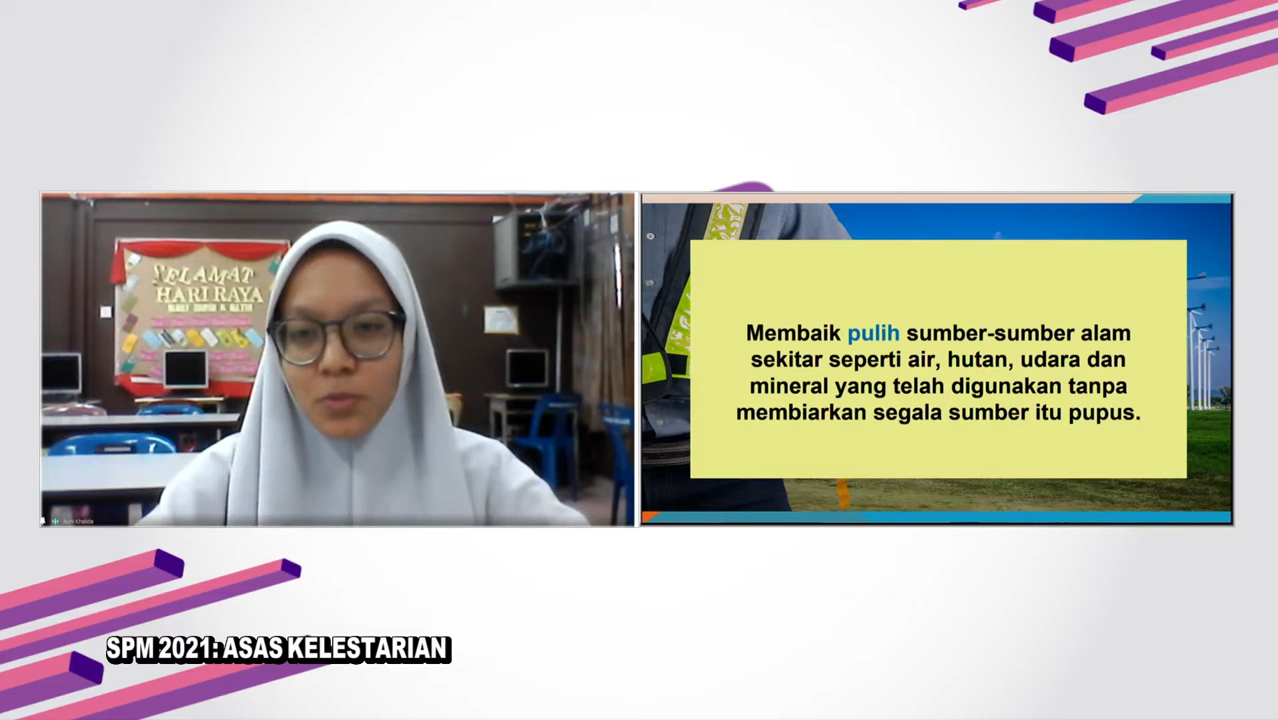 SELAMAT
HARI RAYA
Membaik pulih sumber-sumber alam
sekitar seperti air, hutan, udara dan
mineral yang telah digunakan tanpa
membiarkan segala sumber itu pupus.
SPM 2021: ASAS KELESTARIAN